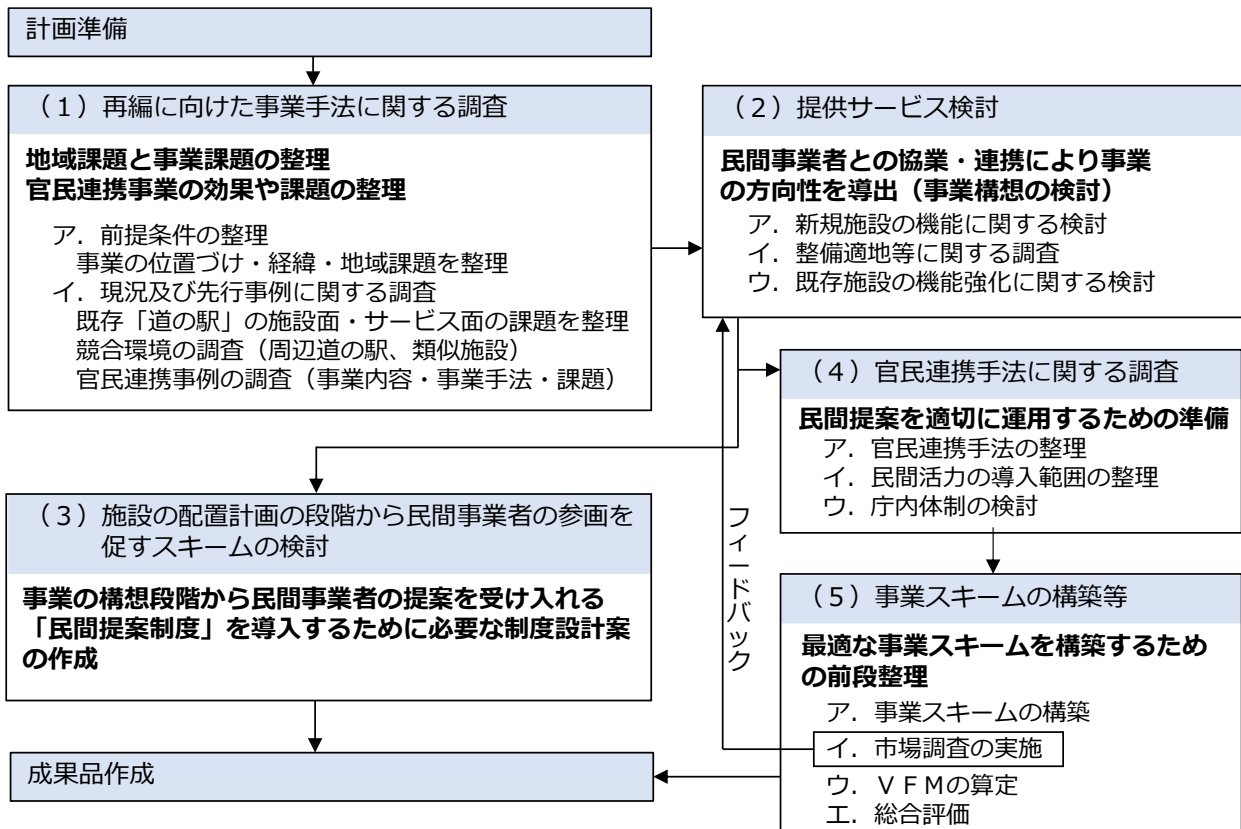 計画準備
（１）再編に向けた事業手法に関する調査
地域課題と事業課題の整理
官民連携事業の効果や課題の整理
ア．前提条件の整理
事業の位置づけ・経緯・地域課題を整理
イ．現況及び先行事例に関する調査
既存「道の駅」の施設面・サービス面の課題を整理
競合環境の調査（周辺道の駅、類似施設）
官民連携事例の調査（事業内容・事業手法・課題）
（２）提供サービス検討
民間事業者との協業・連携により事業
の方向性を導出（事業構想の検討）
ア．新規施設の機能に関する検討
イ．整備適地等に関する調査
ウ．既存施設の機能強化に関する検討
（３）施設の配置計画の段階から民間事業者の参画を
促すスキームの検討
事業の構想段階から民間事業者の提案を受け入れる
「民間提案制度」を導入するために必要な制度設計案
の作成
（４）官民連携手法に関する調査
民間提案を適切に運用するための準備
ア．官民連携手法の整理
イ．民間活力の導入範囲の整理
ウ．庁内体制の検討
フィードバック
（５）事業スキームの構築等
最適な事業スキームを構築するため
の前段整理
ア．事業スキームの構築
イ．市場調査の実施
ウ．ＶＦＭの算定
エ．総合評価
成果品作成